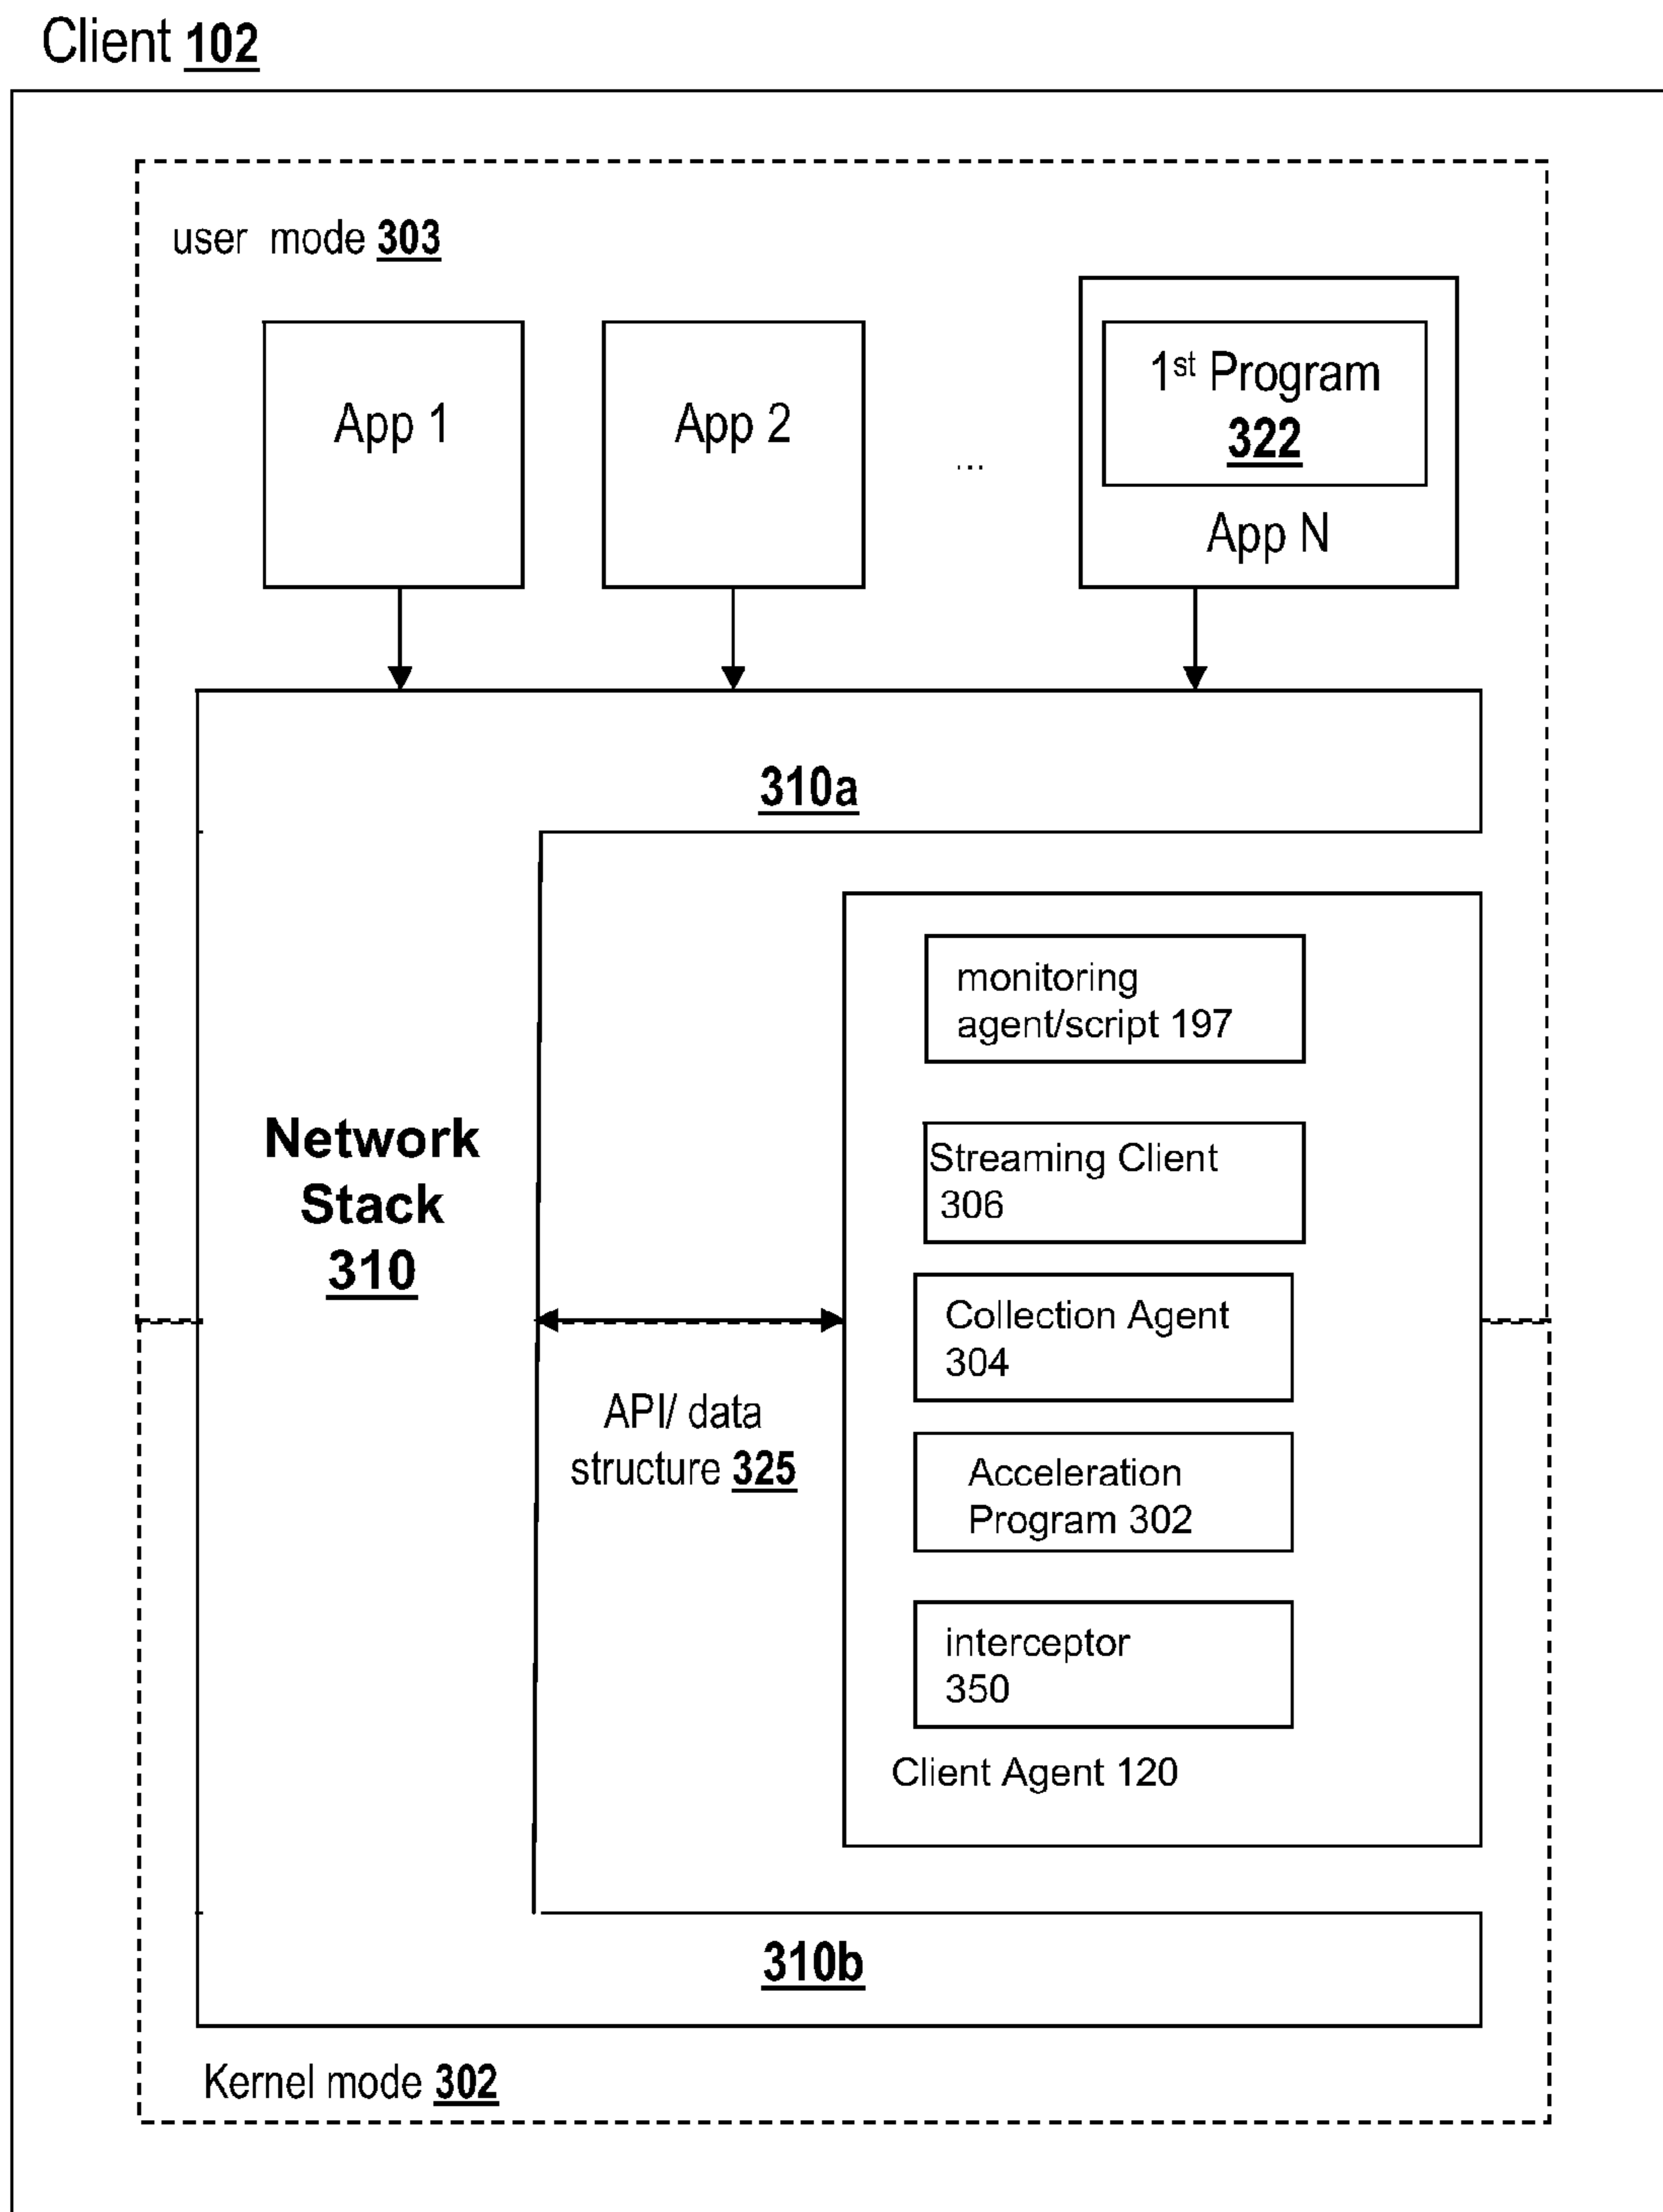 Client 102
user mode 303
App 1
App 2
...
1st Program
322
App N
310a
monitoring
agent/script 197
Streaming Client
306
Network
Stack
310
Collection Agent
304
API/ data
structure 325
Acceleration
Program 302
interceptor
350
Client Agent 120
310b
Kernel mode 302